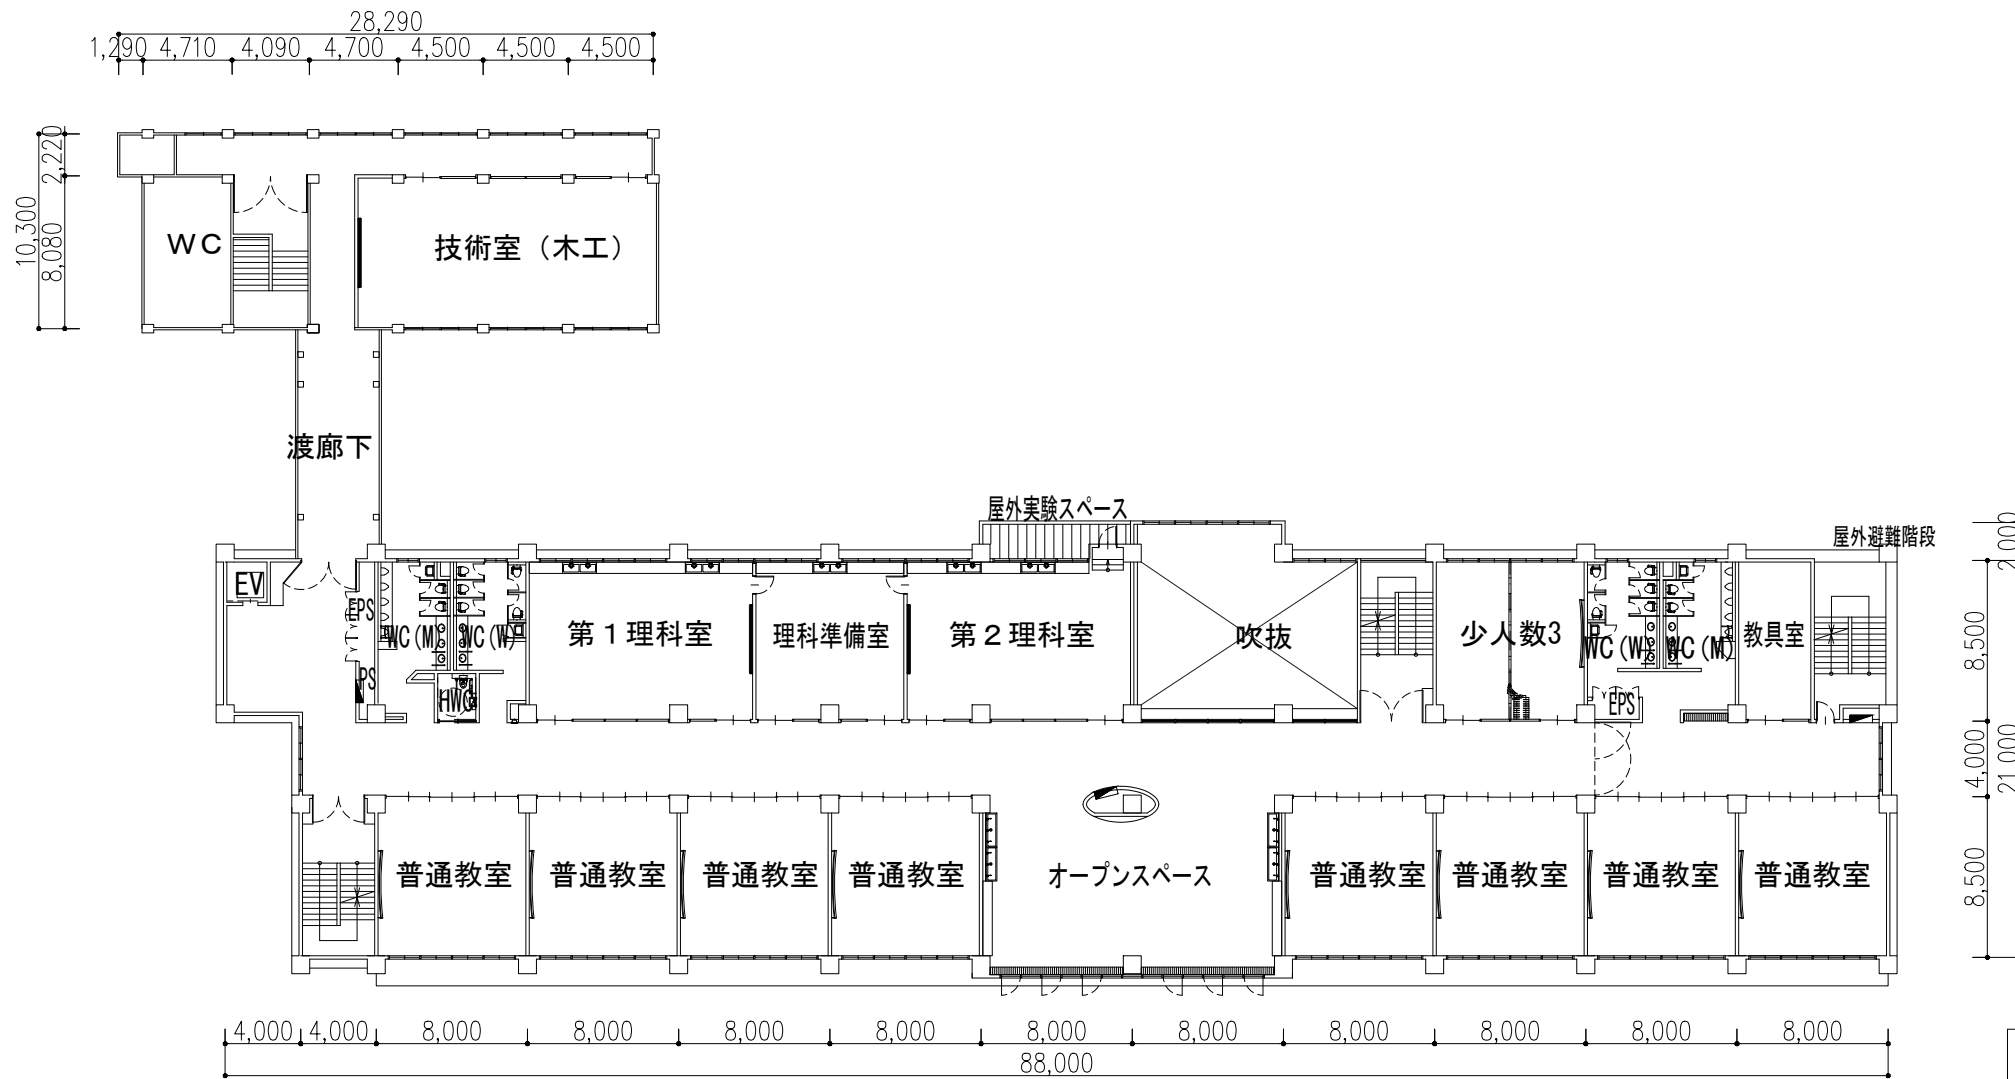 28,290
1,290 4,710 4,090 4,700 4,500 4,500 4,500
2,220
10,300
8,080
WC
技術室（木工）
渡廊下
屋外実験スペース
屋外避難階段
2,000
EV
EPS
WC(M)
WC(W)
PS
HWC
第１理科室
理科準備室
第２理科室
吹抜
少人数3
WC(W)
WC(M)
教具室
EPS
8,500
4,000
21,000
8,500
普通教室
普通教室
普通教室
普通教室
オープンスペース
普通教室
普通教室
普通教室
普通教室
4,000 4,000 8,000 8,000 8,000 8,000 8,000 8,000 8,000 8,000 8,000 8,000
88,000